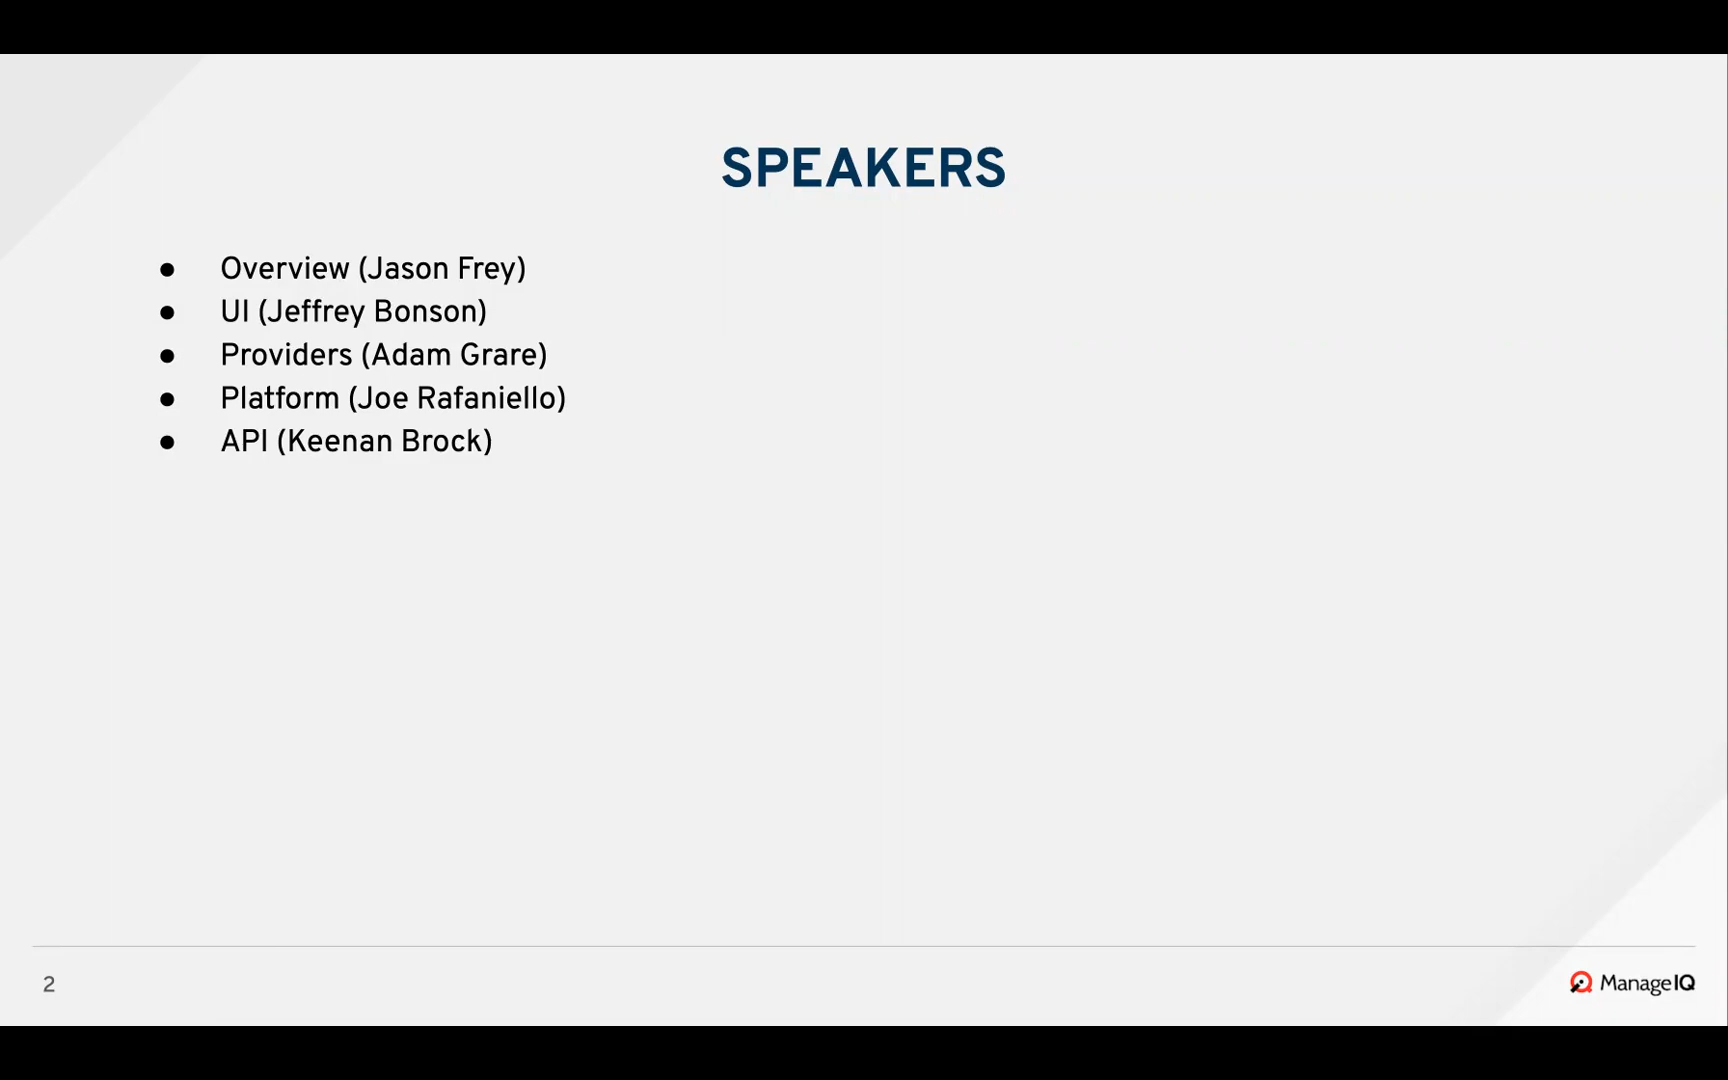 SPEAKERS
● Overview (Jason Frey)
● UI (Jeffrey Bonson)
● Providers (Adam Grare)
● Platform (Joe Rafaniello)
● API (Keenan Brock)
2
ManageIQ